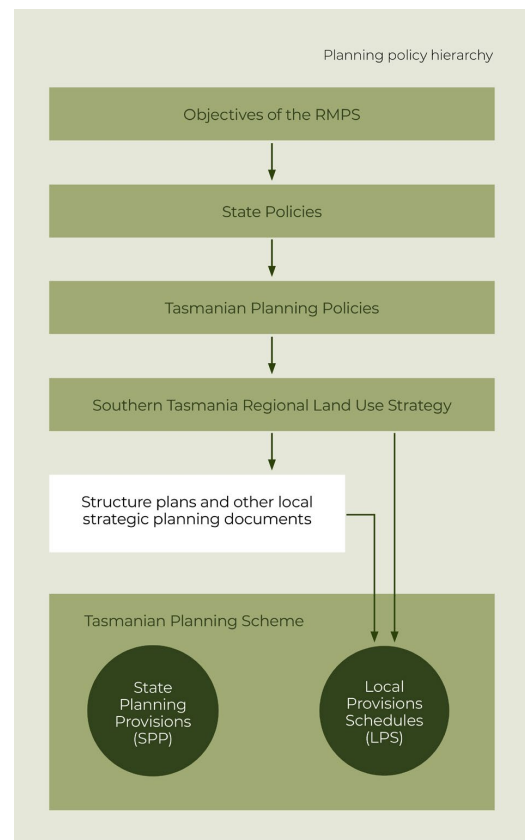 Planning policy hierarchy
Objectives of the RMPS
State Policies
Tasmanian Planning Policies
Southern Tasmania Regional Land Use Strategy
Structure plans and other local
strategic planning documents
Tasmanian Planning Scheme
State
Planning
Provisions
(SPP)
Local
Provisions
Schedules
(LPS)